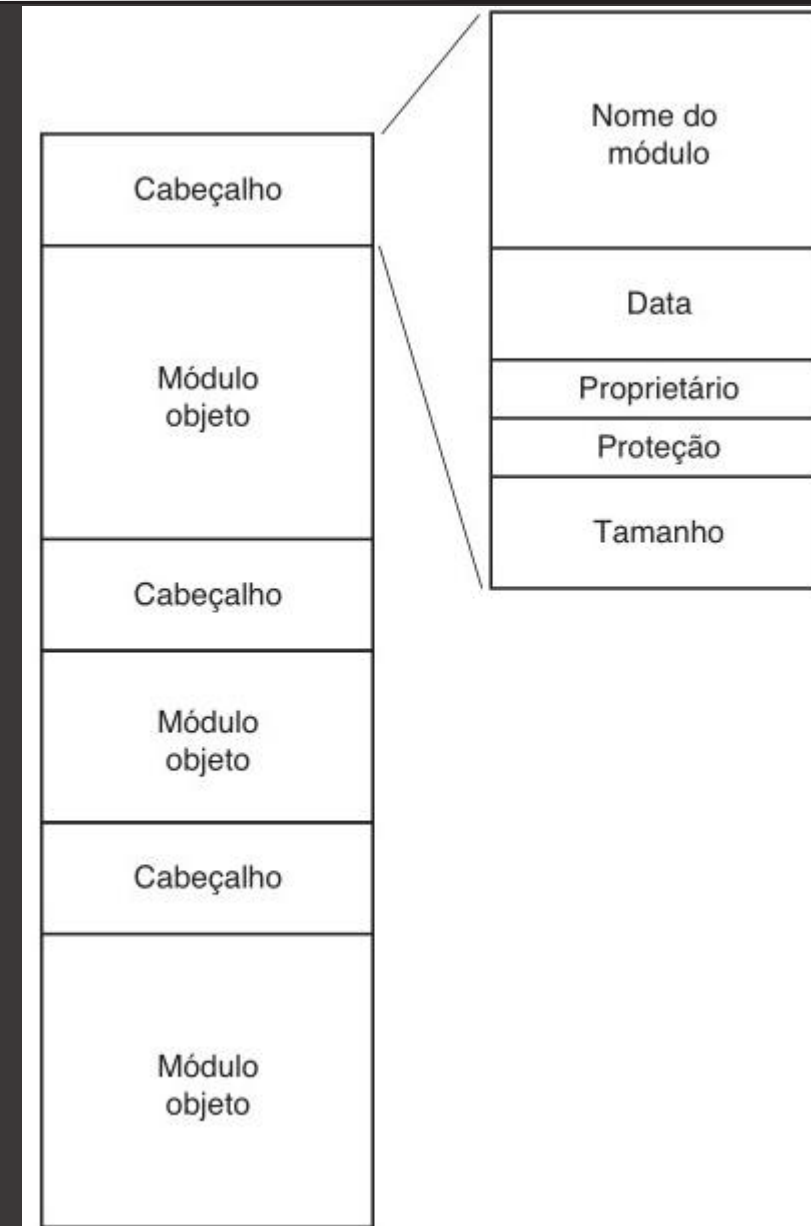 Cabeçalho
Módulo
objeto
Cabeçalho
Módulo
objeto
Cabeçalho
Módulo
objeto
Nome do
módulo
Data
Proprietário
Proteção
Tamanho